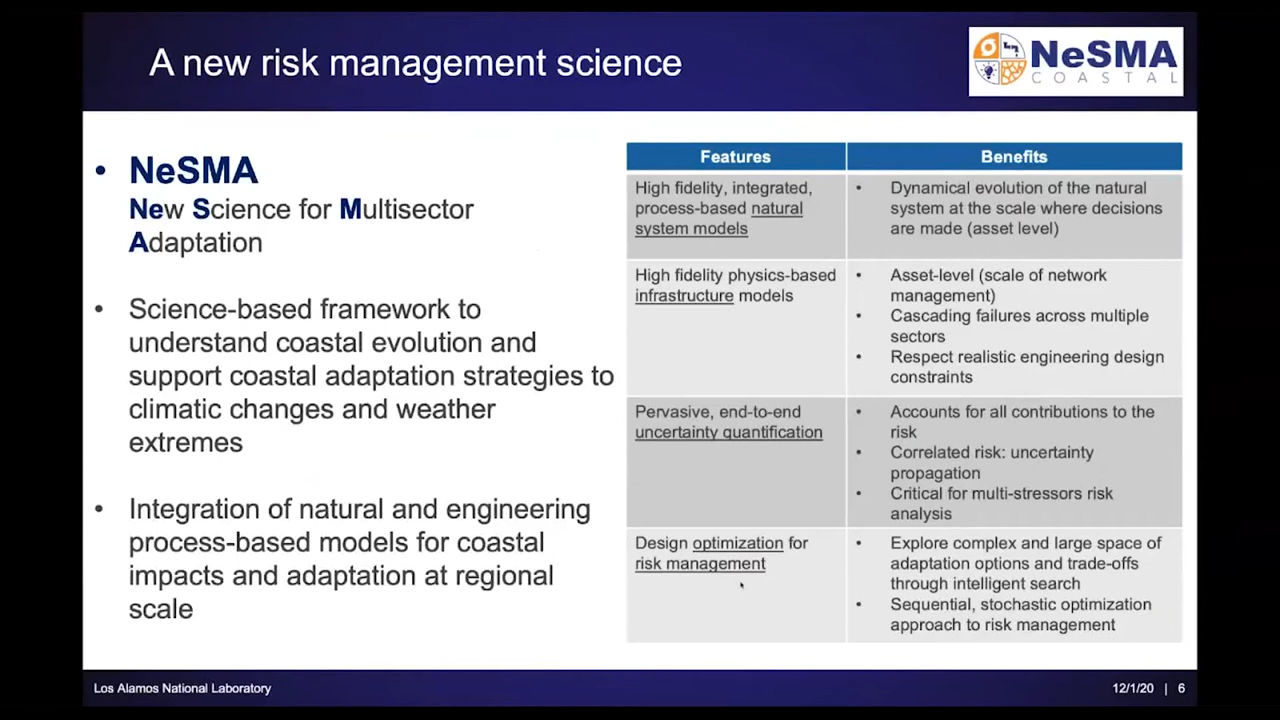 A new risk management science
NeSMA
COASTAL
• NeSMA
New Science for Multisector
Adaptation
• Science-based framework to
understand coastal evolution and
support coastal adaptation strategies to
climatic changes and weather
extremes
• Integration of natural and engineering
process-based models for coastal
impacts and adaptation at regional
scale
Features
Benefits
High fidelity, integrated,
process-based natural
system models
• Dynamical evolution of the natural
system at the scale where decisions
are made (asset level)
High fidelity physics-based
infrastructure models
• Asset-level (scale of network
management)
• Cascading failures across multiple
sectors
• Respect realistic engineering design
constraints
Pervasive, end-to-end
uncertainty quantification
• Accounts for all contributions to the
risk
• Correlated risk: uncertainty
propagation
• Critical for multi-stressors risk
analysis
Design optimization for
risk management
• Explore complex and large space of
adaptation options and trade-offs
through intelligent search
• Sequential, stochastic optimization
approach to risk management
Los Alamos National Laboratory
12/1/20 | 6